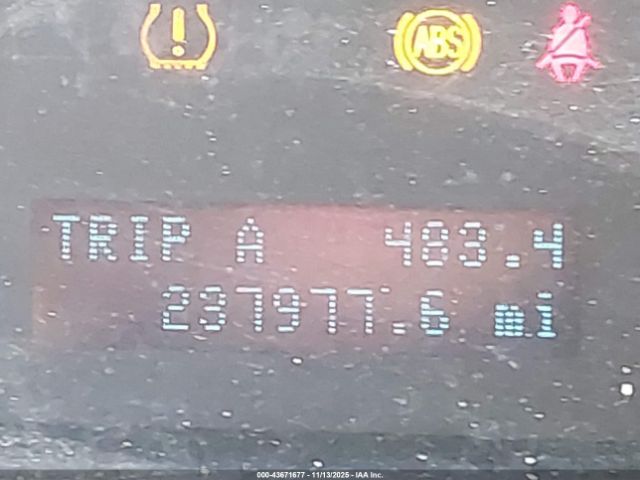 ABS
TRIP A 483.4
237977.6 mi
000-43671677 - 11/13/2025 - IAA Inc.